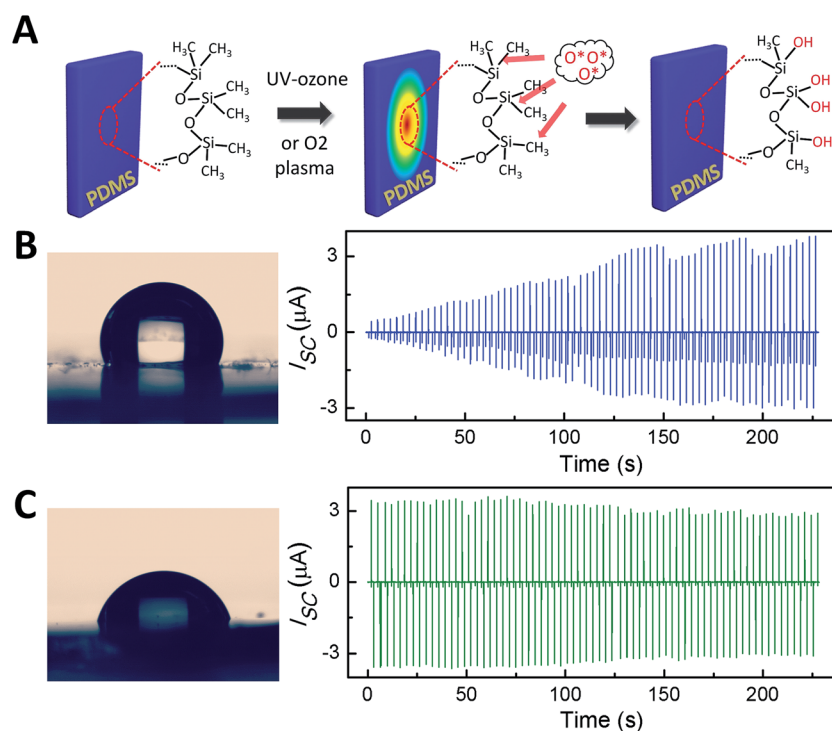 A
H₃C CH₃
Si
O Si CH₃
O CH₃
Si CH₃
O CH₃
PDMS
UV-ozone
or O2
plasma
H₃C CH₃
Si
O Si CH₃
O CH₃
Si CH₃
O CH₃
O* O*
O*
PDMS
OH
H₃C
Si OH
O Si OH
O
Si OH
O CH₃
PDMS
B
I_SC (μA)
3
0
-3
0 50 100 150 200
Time (s)
C
I_SC (μA)
3
0
-3
0 50 100 150 200
Time (s)